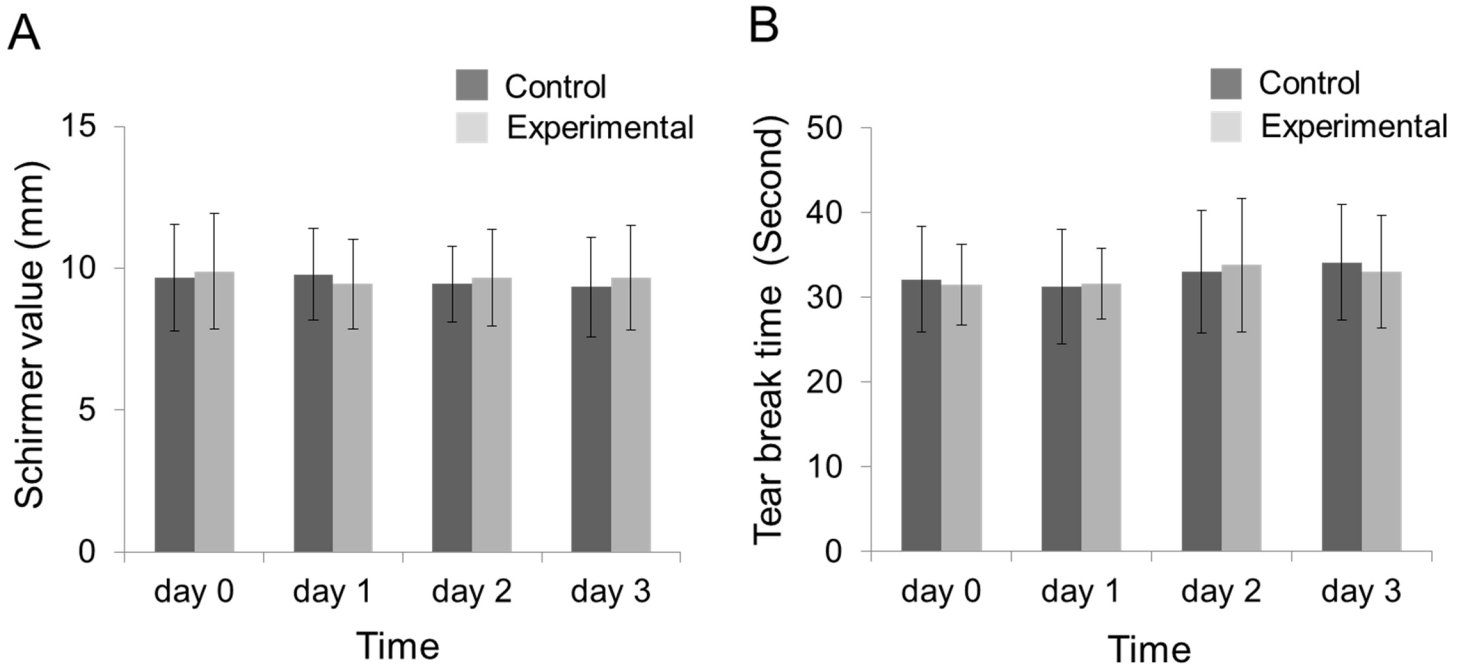 A
Control
Experimental
15
10
5
0
Schirmer value (mm)
day 0 day 1 day 2 day 3
Time
B
Control
Experimental
50
40
30
20
10
0
Tear break time (Second)
day 0 day 1 day 2 day 3
Time